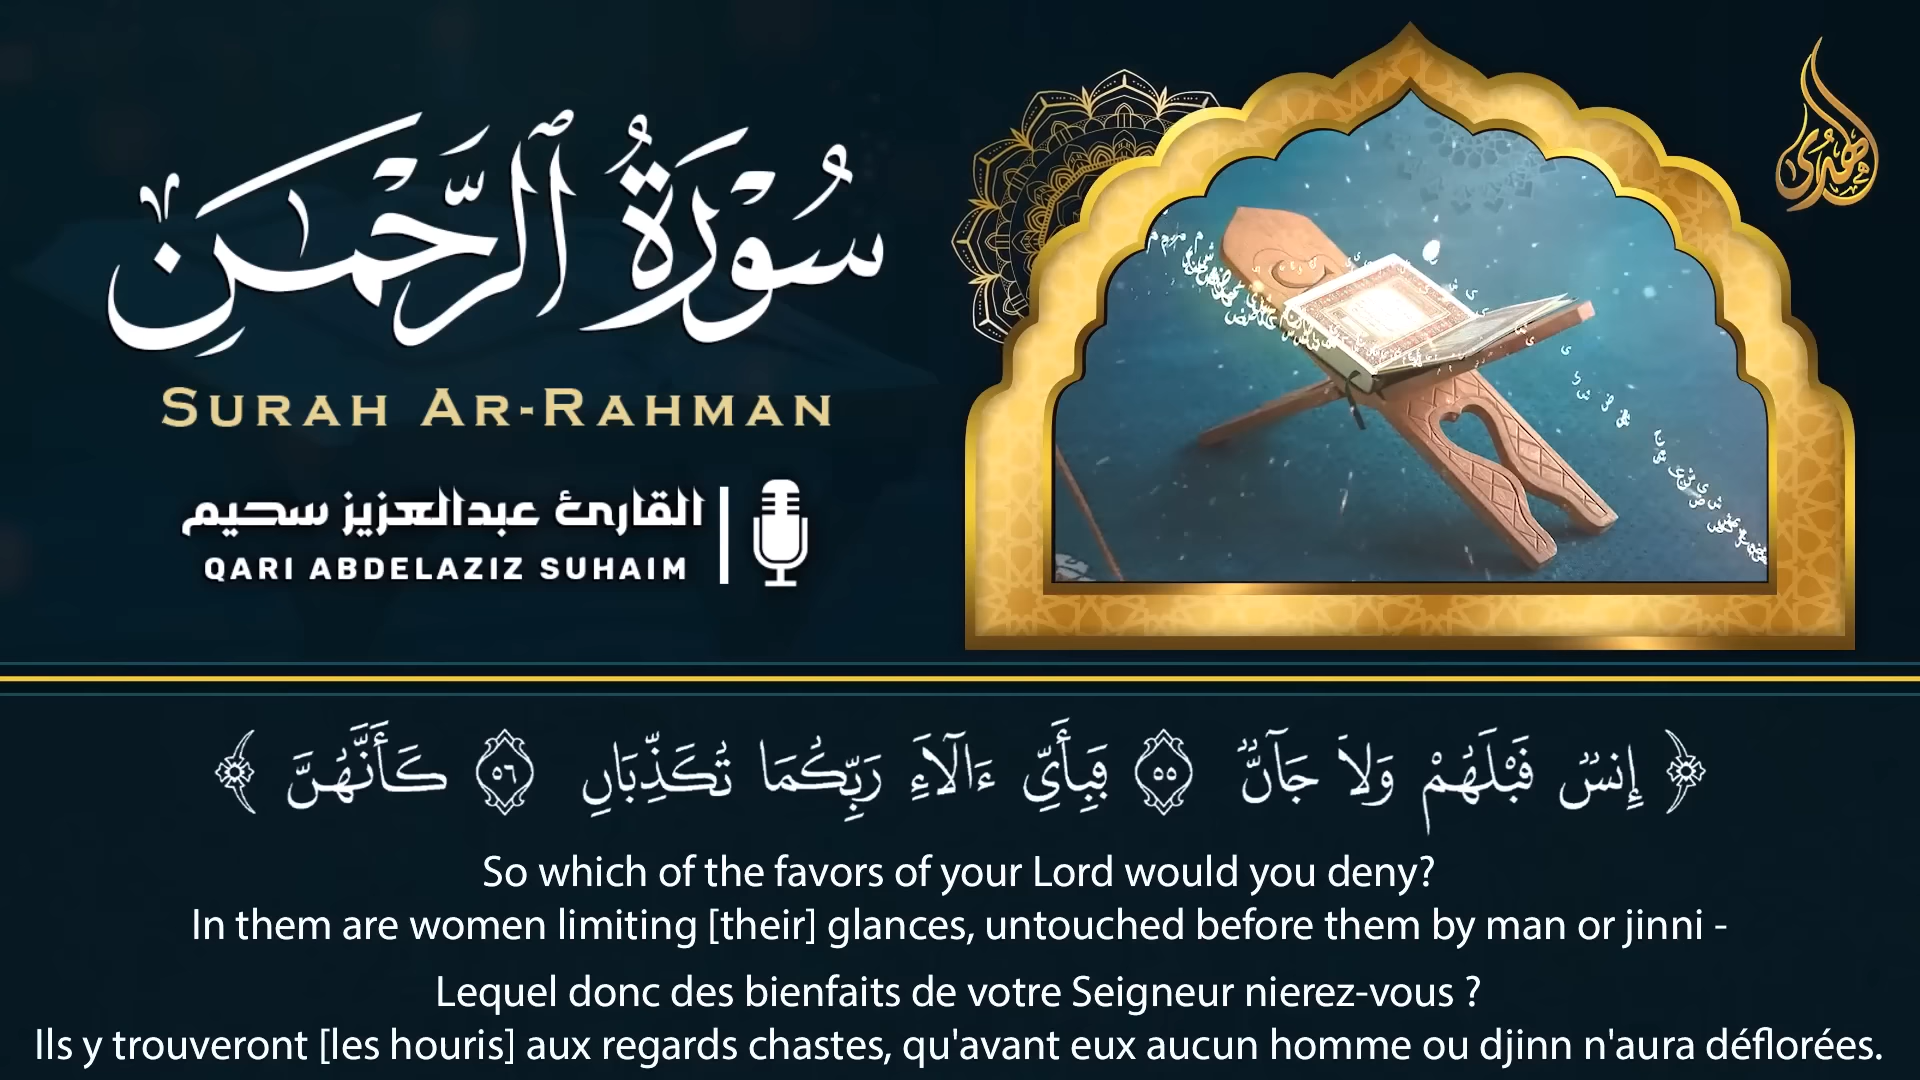 سُورَةُ ٱلرَّحْمَٰنِ
SURAH AR-RAHMAN
القارئ عبدالعزيز سحيم
QARI ABDELAZIZ SUHAIM
الهدى
إِنسٌ قَبْلَهُمْ وَلاَ جَآنٌّ ٥٥ فَبِأَيِّ ءَالَآءِ رَبِّكُمَا تُكَذِّبَانِ ٥٦ كَأَنَّهُنَّ
So which of the favors of your Lord would you deny?
In them are women limiting [their] glances, untouched before them by man or jinni -
Lequel donc des bienfaits de votre Seigneur nierez-vous ?
Ils y trouveront [les houris] aux regards chastes, qu'avant eux aucun homme ou djinn n'aura déflorées.